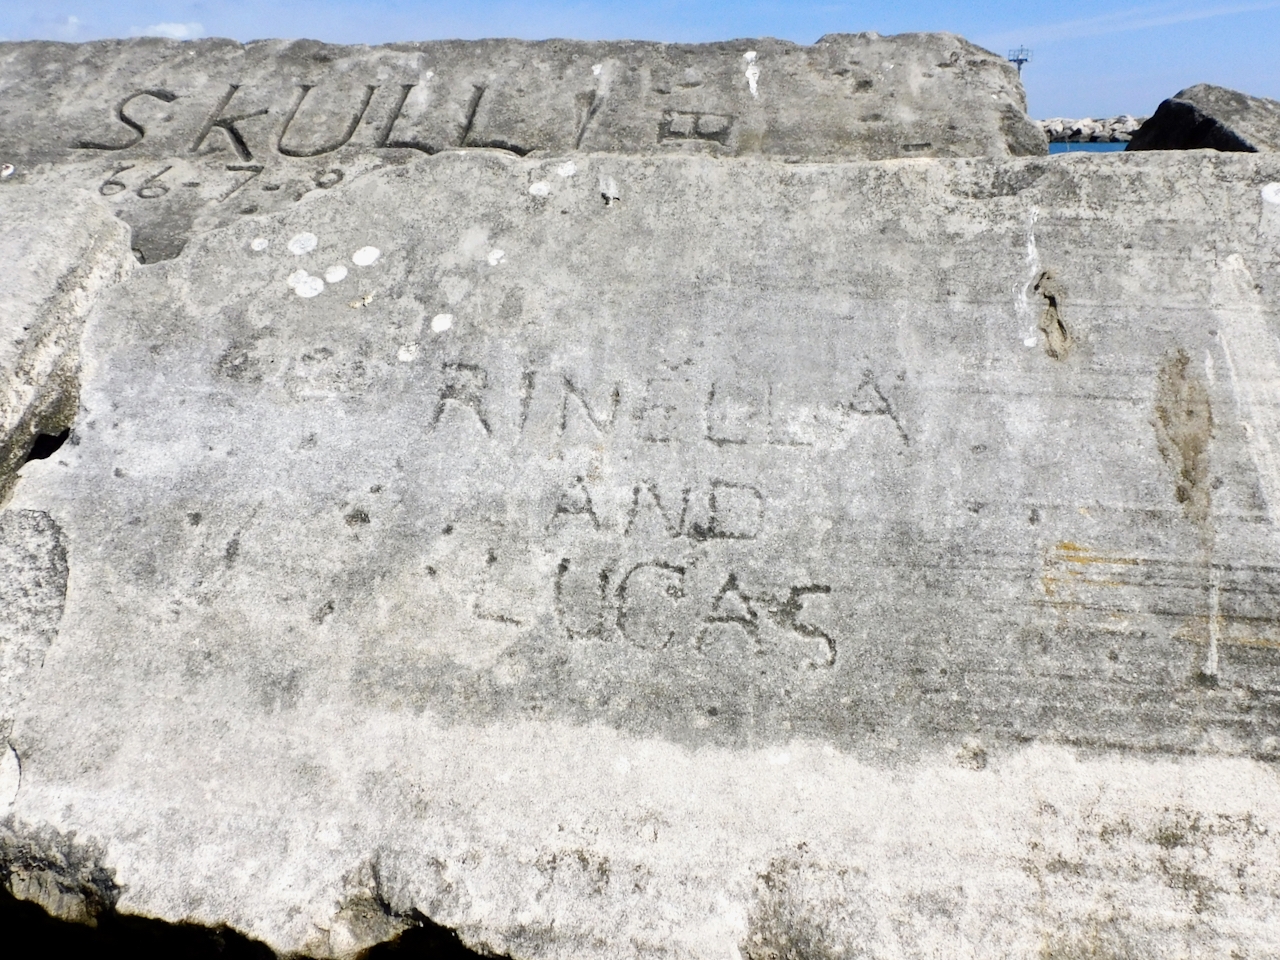 SKULL
66-7-8
RINELLA
AND
LUCAS